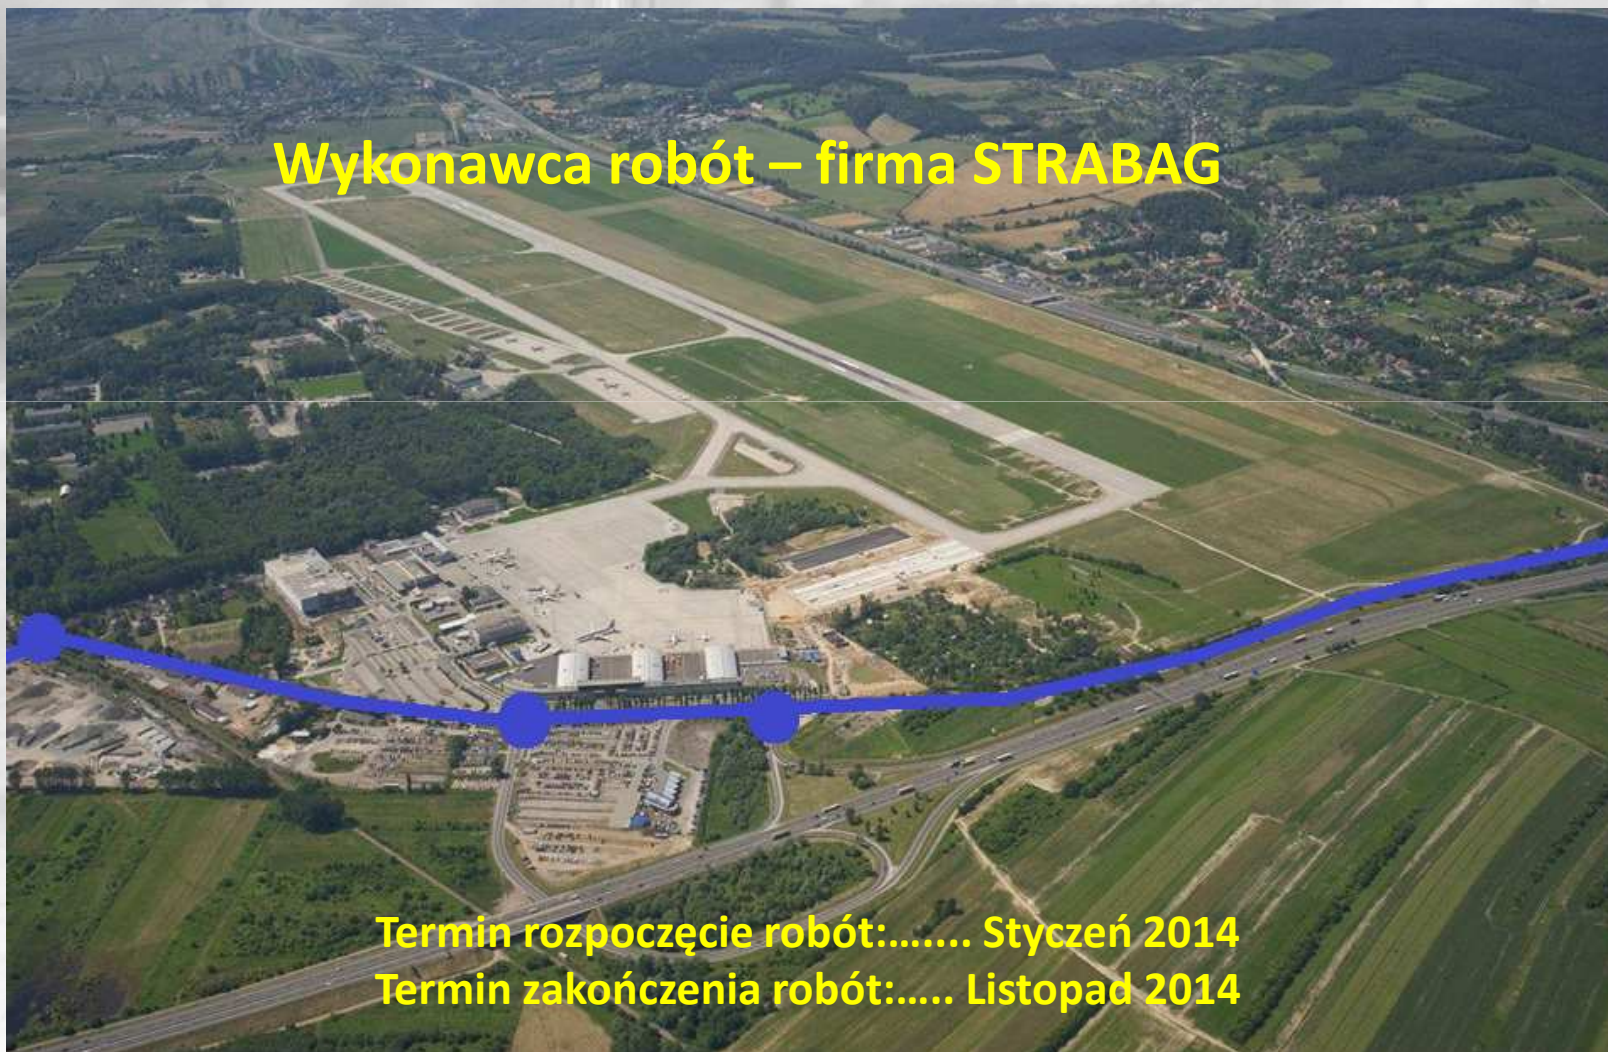 Wykonawca robót – firma STRABAG
Termin rozpoczęcie robót:....... Styczeń 2014
Termin zakończenia robót:..... Listopad 2014